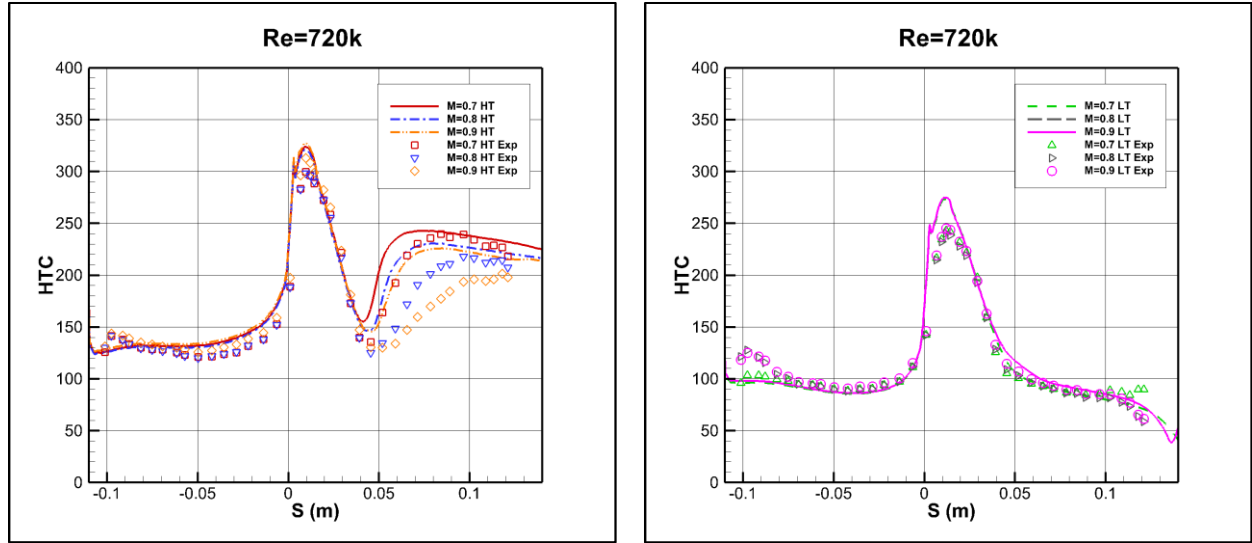 Re=720k
400
350
300
250
200
150
100
50
0
HTC
M=0.7 HT
M=0.8 HT
M=0.9 HT
M=0.7 HT Exp
M=0.8 HT Exp
M=0.9 HT Exp
-0.1
-0.05
0
0.05
0.1
S (m)
Re=720k
400
350
300
250
200
150
100
50
0
HTC
M=0.7 LT
M=0.8 LT
M=0.9 LT
M=0.7 LT Exp
M=0.8 LT Exp
M=0.9 LT Exp
-0.1
-0.05
0
0.05
0.1
S (m)